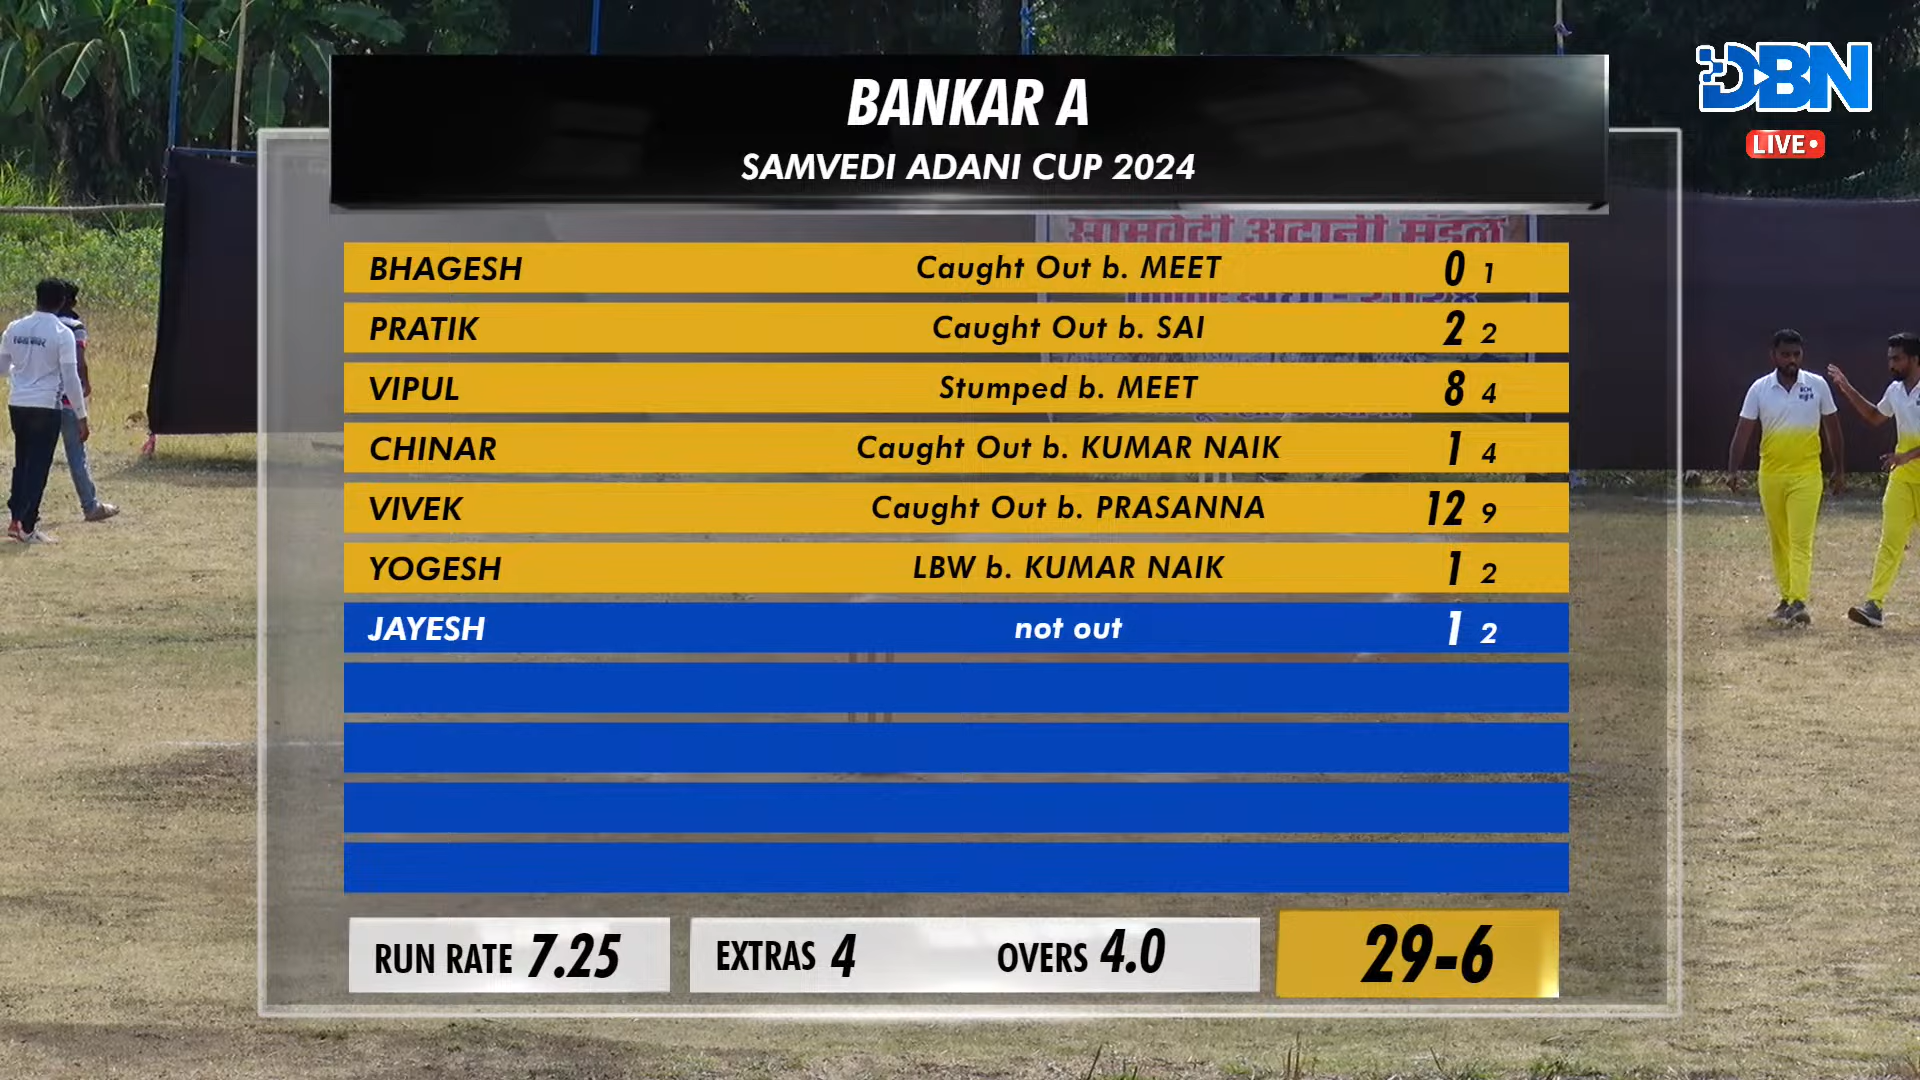 BANKAR A
SAMVEDI ADANI CUP 2024
DBN
LIVE
सामवेदी अदानी मंडल
BHAGESH Caught Out b. MEET 0 1
PRATIK Caught Out b. SAI 2 2
VIPUL Stumped b. MEET 8 4
CHINAR Caught Out b. KUMAR NAIK 1 4
VIVEK Caught Out b. PRASANNA 12 9
YOGESH LBW b. KUMAR NAIK 1 2
JAYESH not out 1 2
RUN RATE 7.25 EXTRAS 4 OVERS 4.0 29-6